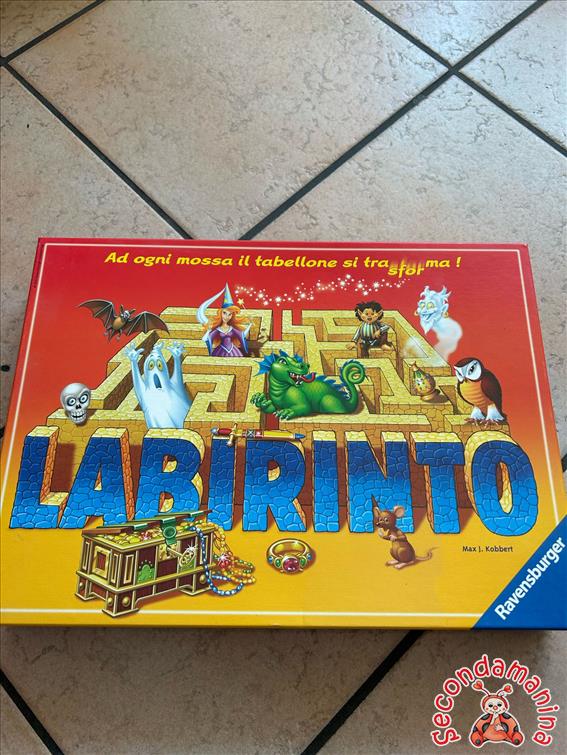 Ad ogni mossa il tabellone si trasforma !
LABIRINTO
Max J. Kobbert
Ravensburger
Secondamanina